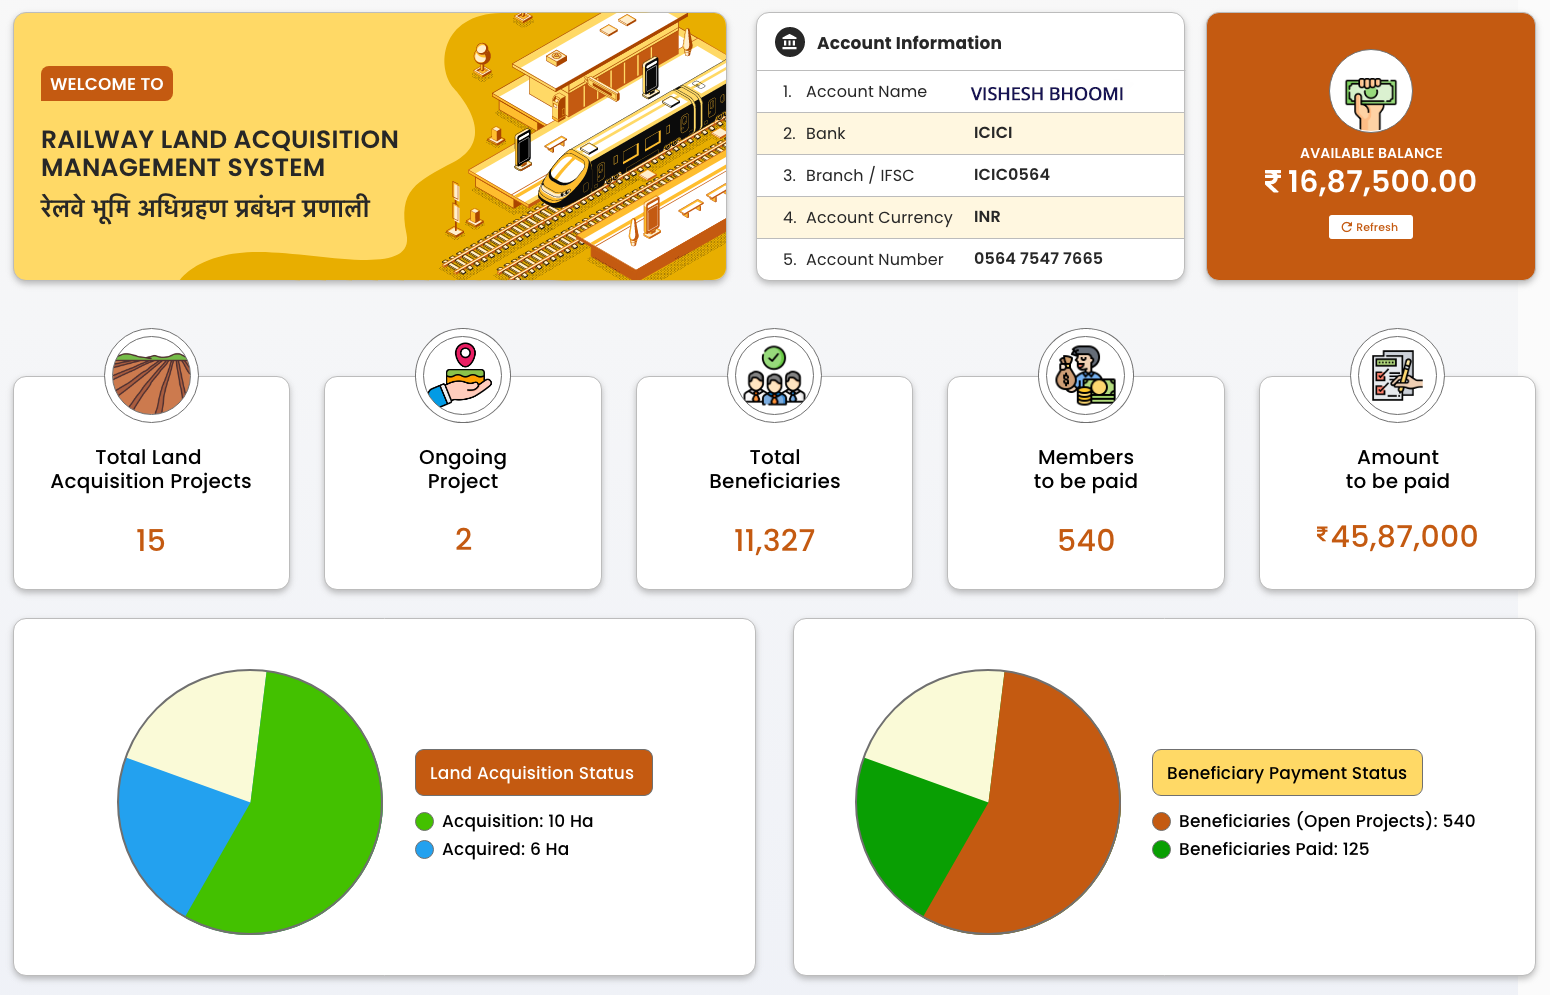 WELCOME TO
RAILWAY LAND ACQUISITION
MANAGEMENT SYSTEM
रेलवे भूमि अधिग्रहण प्रबंधन प्रणाली
Account Information
1. Account Name VISHESH BHOOMI
2. Bank ICICI
3. Branch / IFSC ICIC0564
4. Account Currency INR
5. Account Number 0564 7547 7665
AVAILABLE BALANCE
₹ 16,87,500.00
Refresh
Total Land
Acquisition Projects
15
Ongoing
Project
2
Total
Beneficiaries
11,327
Members
to be paid
540
Amount
to be paid
₹45,87,000
Land Acquisition Status
Acquisition: 10 Ha
Acquired: 6 Ha
Beneficiary Payment Status
Beneficiaries (Open Projects): 540
Beneficiaries Paid: 125